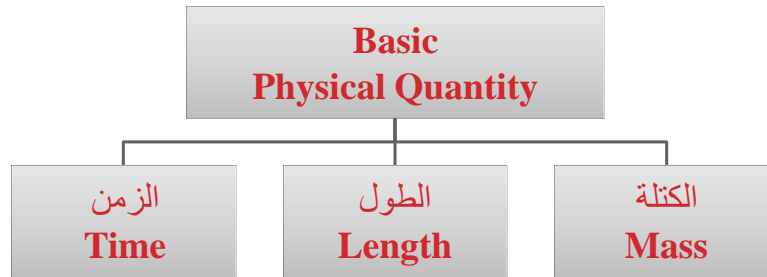 Basic
Physical Quantity
الزمن
Time
الطول
Length
الكتلة
Mass